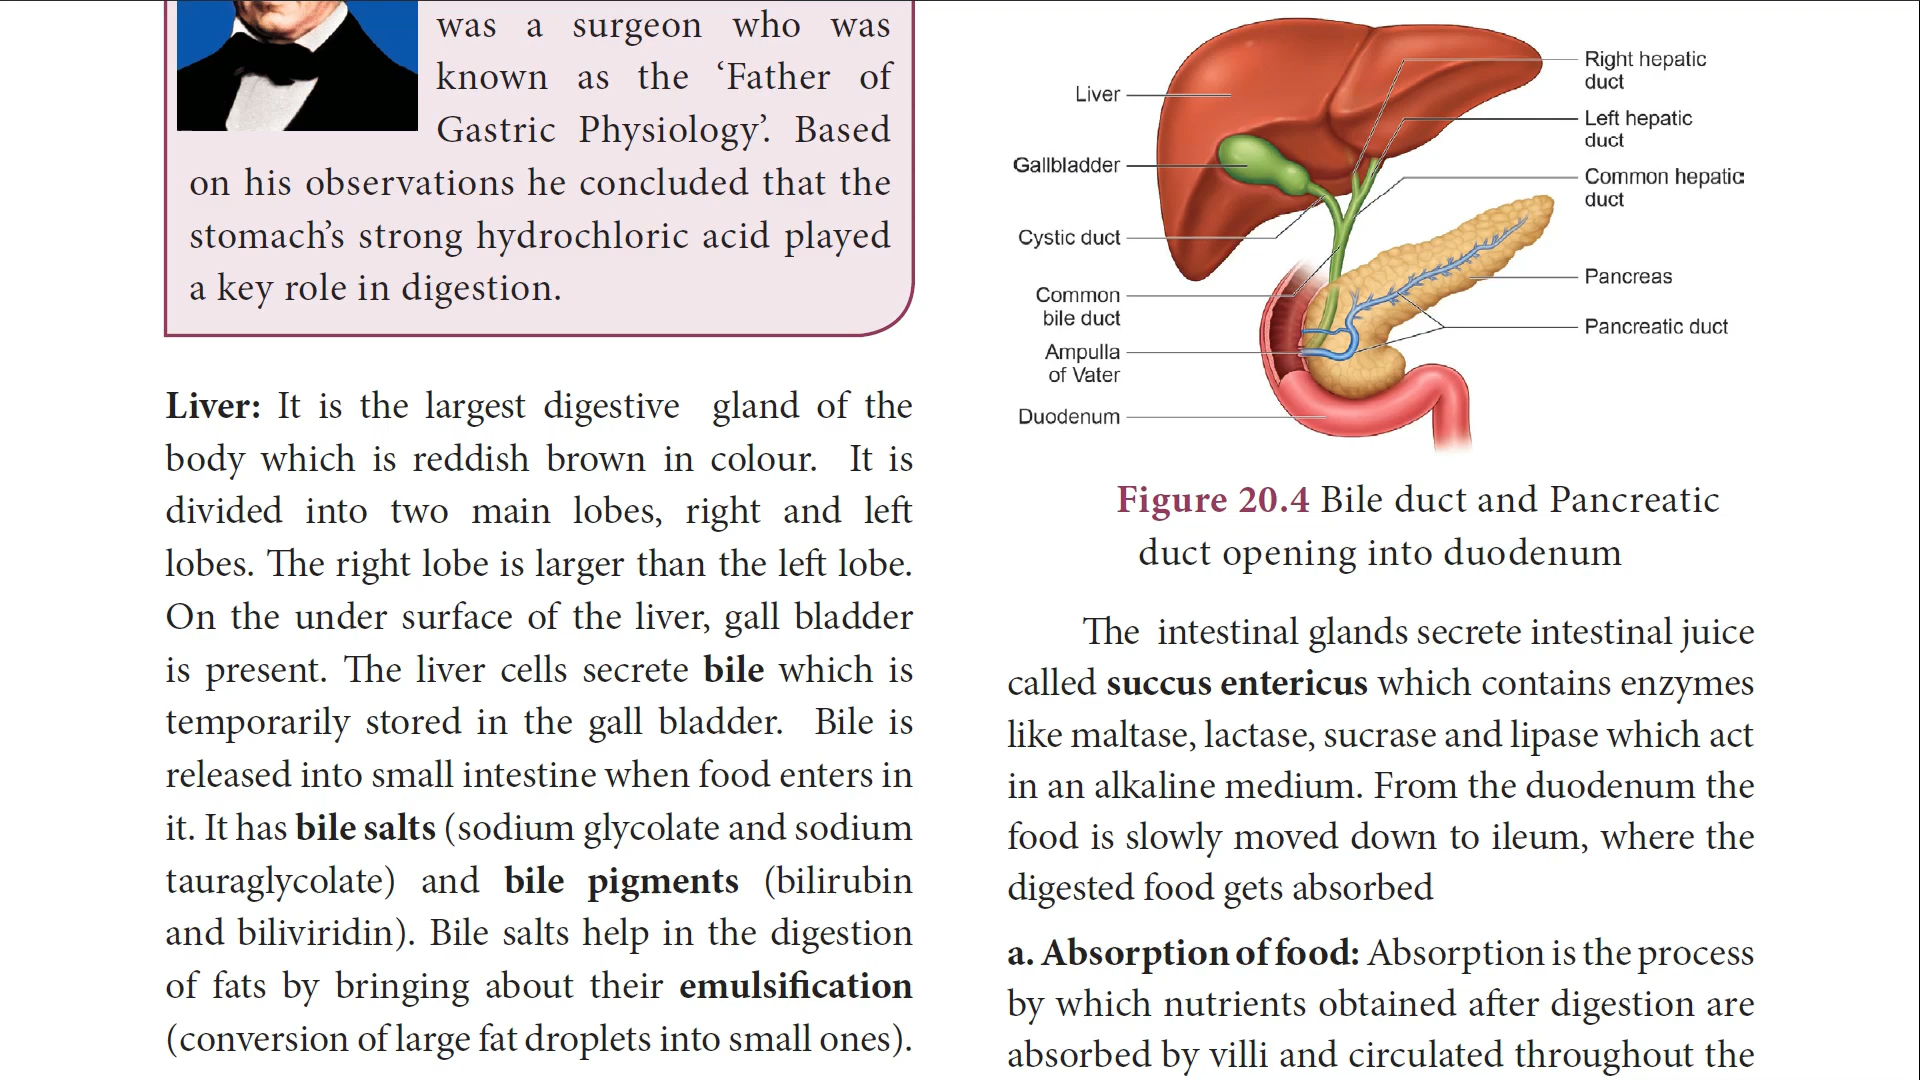 was a surgeon who was
known as the ‘Father of
Gastric Physiology’. Based
on his observations he concluded that the
stomach’s strong hydrochloric acid played
a key role in digestion.
Liver: It is the largest digestive gland of the
body which is reddish brown in colour. It is
divided into two main lobes, right and left
lobes. The right lobe is larger than the left lobe.
On the under surface of the liver, gall bladder
is present. The liver cells secrete bile which is
temporarily stored in the gall bladder. Bile is
released into small intestine when food enters in
it. It has bile salts (sodium glycolate and sodium
tauraglycolate) and bile pigments (bilirubin
and biliviridin). Bile salts help in the digestion
of fats by bringing about their emulsification
(conversion of large fat droplets into small ones).
Liver
Gallbladder
Cystic duct
Common
bile duct
Ampulla
of Vater
Duodenum
Right hepatic
duct
Left hepatic
duct
Common hepatic
duct
Pancreas
Pancreatic duct
Figure 20.4 Bile duct and Pancreatic
duct opening into duodenum
The intestinal glands secrete intestinal juice
called succus entericus which contains enzymes
like maltase, lactase, sucrase and lipase which act
in an alkaline medium. From the duodenum the
food is slowly moved down to ileum, where the
digested food gets absorbed
a. Absorption of food: Absorption is the process
by which nutrients obtained after digestion are
absorbed by villi and circulated throughout the